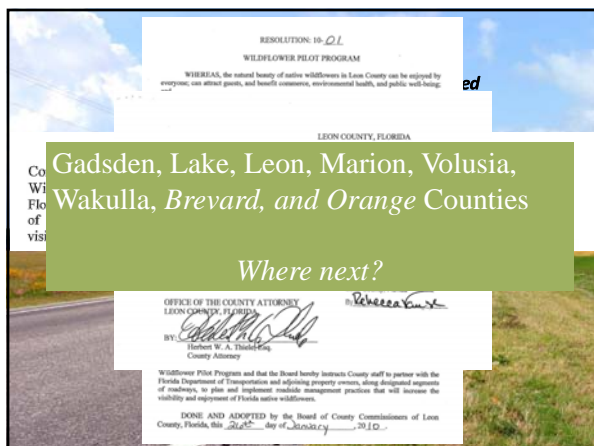 RESOLUTION: 10-01
WILDFLOWER PILOT PROGRAM
WHEREAS, the natural beauty of native wildflowers in Leon County can be enjoyed by
everyone; can attract guests, and benefit commerce, environmental health, and public well-being;
ed
LEON COUNTY, FLORIDA
Co
Wi
Flo
of
visi
Gadsden, Lake, Leon, Marion, Volusia,
Wakulla, Brevard, and Orange Counties
Where next?
OFFICE OF THE COUNTY ATTORNEY
LEON COUNTY, FLORIDA
BY:
Herbert W. A. Thiele, Esq.
County Attorney
Wildflower Pilot Program and that the Board hereby instructs County staff to partner with the
Florida Department of Transportation and adjoining property owners, along designated segments
of roadways, to plan and implement roadside management practices that will increase the
visibility and enjoyment of Florida native wildflowers.
DONE AND ADOPTED by the Board of County Commissioners of Leon
County, Florida, this day of January, 2010.